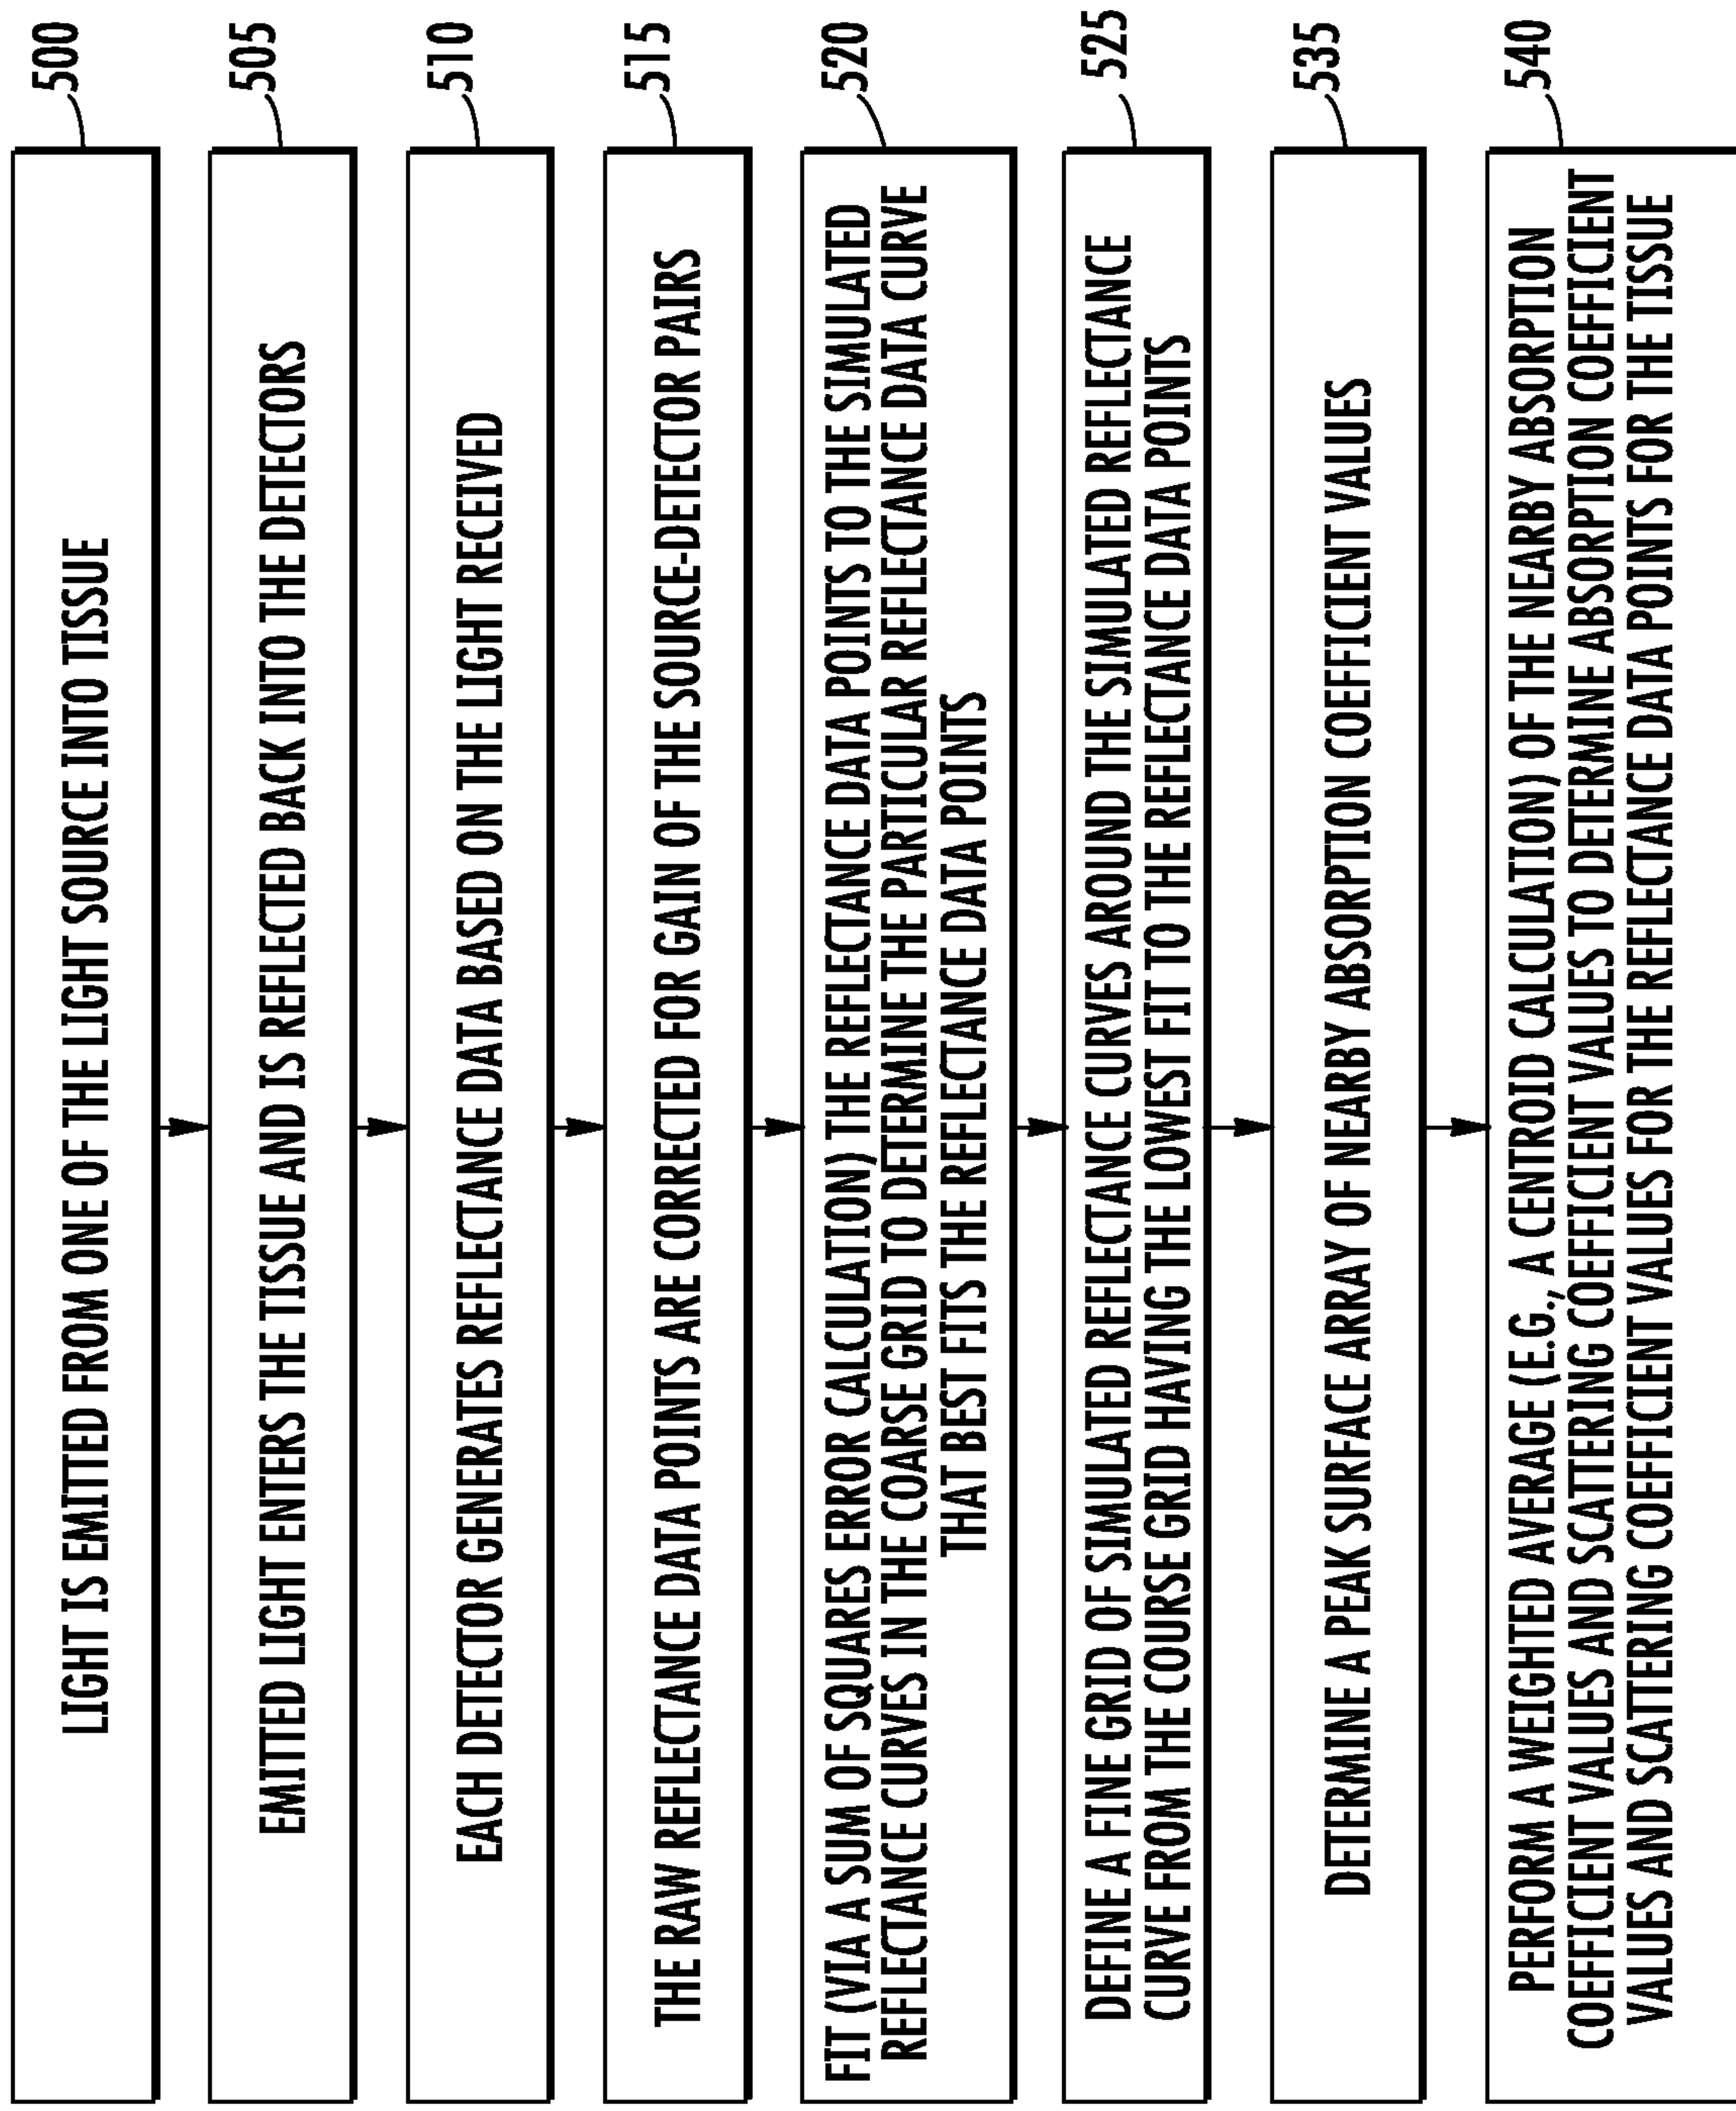 500
LIGHT IS EMITTED FROM ONE OF THE LIGHT SOURCE INTO TISSUE
505
EMITTED LIGHT ENTERS THE TISSUE AND IS REFLECTED BACK INTO THE DETECTORS
510
EACH DETECTOR GENERATES REFLECTANCE DATA BASED ON THE LIGHT RECEIVED
515
THE RAW REFLECTANCE DATA POINTS ARE CORRECTED FOR GAIN OF THE SOURCE-DETECTOR PAIRS
520
FIT (VIA A SUM OF SQUARES ERROR CALCULATION) THE REFLECTANCE DATA POINTS TO THE SIMULATED
REFLECTANCE CURVES IN THE COARSE GRID TO DETERMINE THE PARTICULAR REFLECTANCE DATA CURVE
THAT BEST FITS THE REFLECTANCE DATA POINTS
525
DEFINE A FINE GRID OF SIMULATED REFLECTANCE CURVES AROUND THE SIMULATED REFLECTANCE
CURVE FROM THE COURSE GRID HAVING THE LOWEST FIT TO THE REFLECTANCE DATA POINTS
535
DETERMINE A PEAK SURFACE ARRAY OF NEARBY ABSORPTION COEFFICIENT VALUES
540
PERFORM A WEIGHTED AVERAGE (E.G., A CENTROID CALCULATION) OF THE NEARBY ABSORPTION
COEFFICIENT VALUES AND SCATTERING COEFFICIENT VALUES TO DETERMINE ABSORPTION COEFFICIENT
VALUES AND SCATTERING COEFFICIENT VALUES FOR THE REFLECTANCE DATA POINTS FOR THE TISSUE